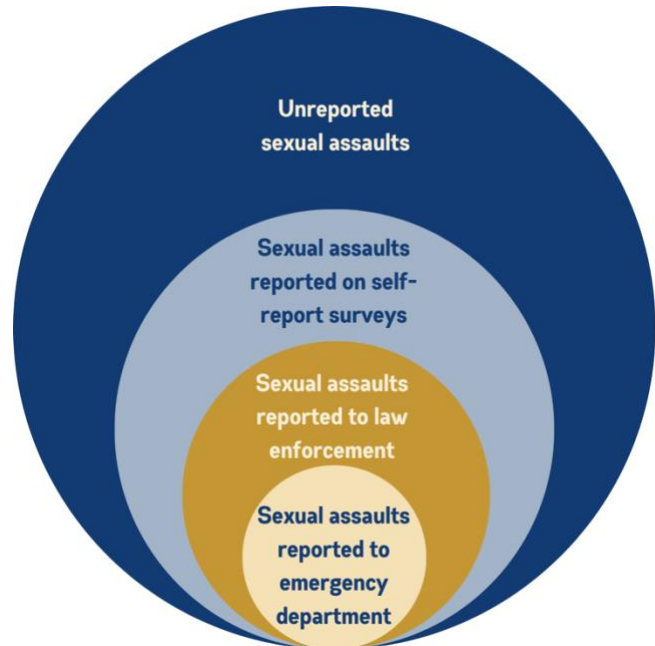 Unreported
sexual assaults
Sexual assaults
reported on self-
report surveys
Sexual assaults
reported to law
enforcement
Sexual assaults
reported to
emergency
department